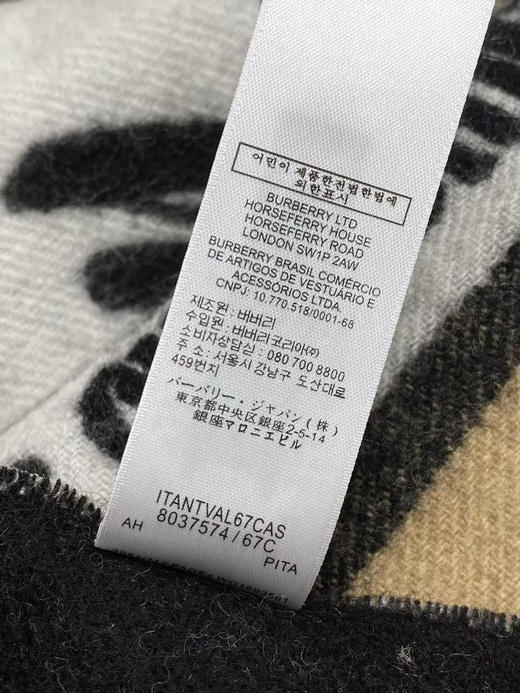 어린이 제품안전특별법에
의한표시
BURBERRY LTD
HORSEFERRY HOUSE
HORSEFERRY ROAD
LONDON SW1P 2AW
BURBERRY BRASIL COMÉRCIO
DE ARTIGOS DE VESTUÁRIO E
ACESSÓRIOS LTDA.
CNPJ: 10.770.518/0001-68
제조원 : 버버리
수입원 : 버버리코리아㈜
소비자상담실 : 080 700 8800
주 소: 서울시 강남구 도산대로
459번지
バーバリー・ジャパン(株)
東京都中央区銀座2-5-14
銀座マロニエビル
ITANTVAL67CAS
8037574/67C
AH
PITA